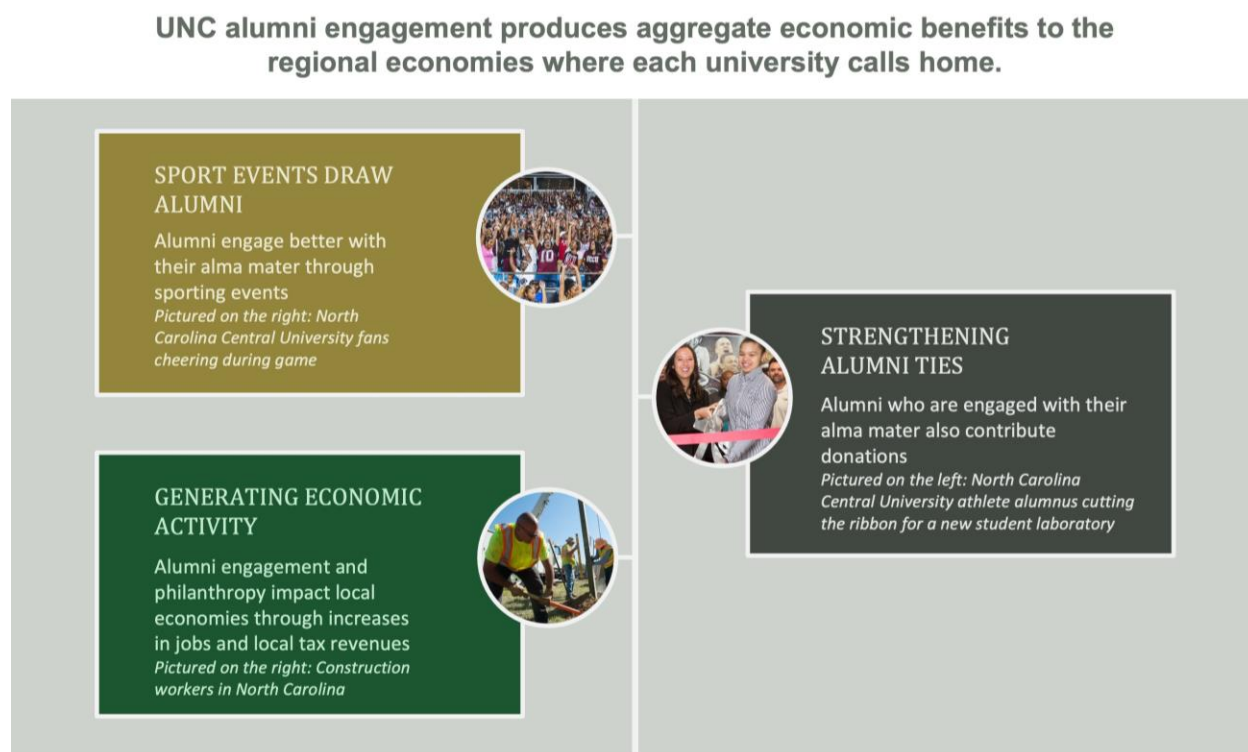 UNC alumni engagement produces aggregate economic benefits to the
regional economies where each university calls home.
SPORT EVENTS DRAW
ALUMNI
Alumni engage better with
their alma mater through
sporting events
Pictured on the right: North
Carolina Central University fans
cheering during game
STRENGTHENING
ALUMNI TIES
Alumni who are engaged with their
alma mater also contribute
donations
Pictured on the left: North Carolina
Central University athlete alumnus cutting
the ribbon for a new student laboratory
GENERATING ECONOMIC
ACTIVITY
Alumni engagement and
philanthropy impact local
economies through increases
in jobs and local tax revenues
Pictured on the right: Construction
workers in North Carolina